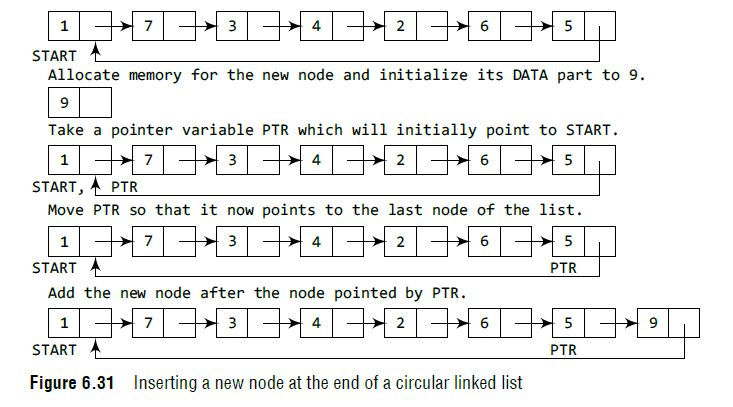 1 7 3 4 2 6 5
START
Allocate memory for the new node and initialize its DATA part to 9.
9
Take a pointer variable PTR which will initially point to START.
1 7 3 4 2 6 5
START, PTR
Move PTR so that it now points to the last node of the list.
1 7 3 4 2 6 5
START PTR
Add the new node after the node pointed by PTR.
1 7 3 4 2 6 5 9
START PTR
Figure 6.31 Inserting a new node at the end of a circular linked list